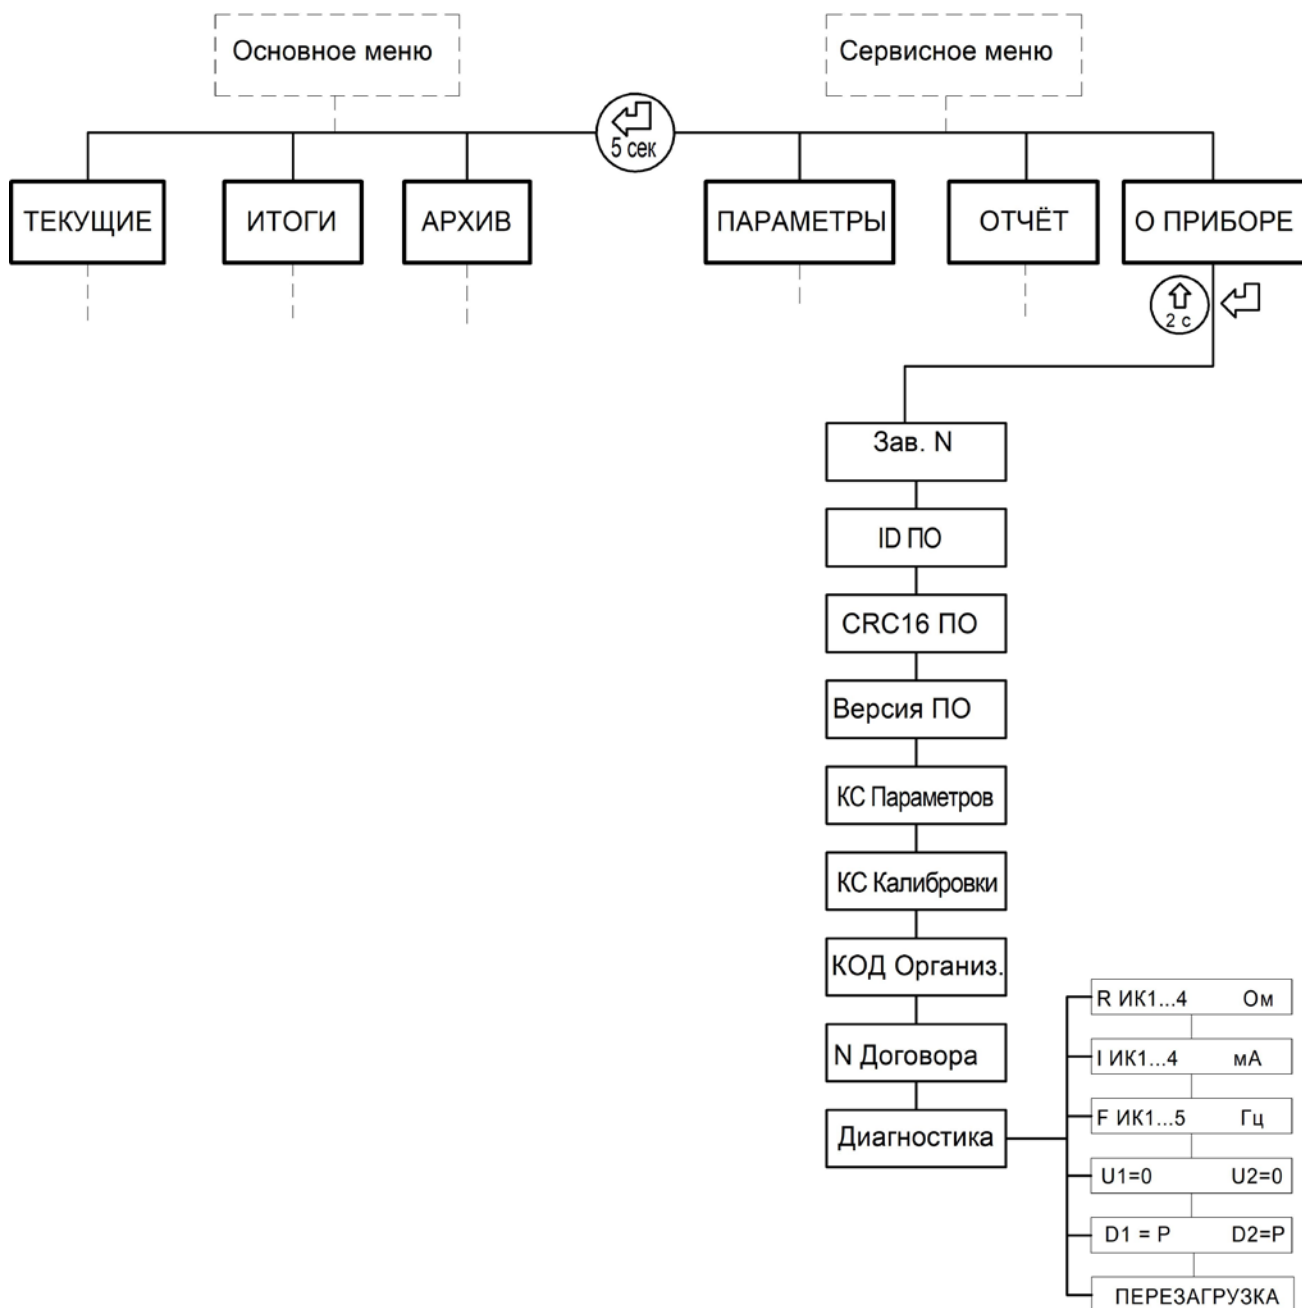 Основное меню
Сервисное меню
5 сек
ТЕКУЩИЕ
ИТОГИ
АРХИВ
ПАРАМЕТРЫ
ОТЧЁТ
О ПРИБОРЕ
2 с
Зав. N
ID ПО
CRC16 ПО
Версия ПО
КС Параметров
КС Калибровки
КОД Организ.
N Договора
Диагностика
R ИК1...4 Ом
I ИК1...4 мА
F ИК1...5 Гц
U1=0 U2=0
D1 = P D2=P
ПЕРЕЗАГРУЗКА